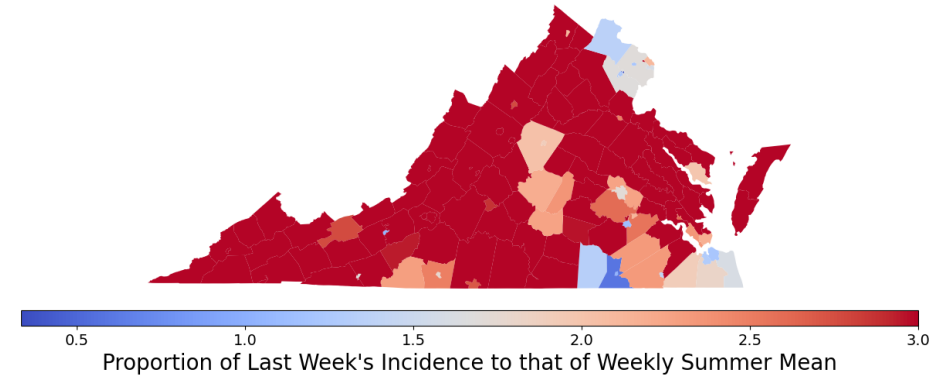 0.5 1.0 1.5 2.0 2.5 3.0
Proportion of Last Week's Incidence to that of Weekly Summer Mean